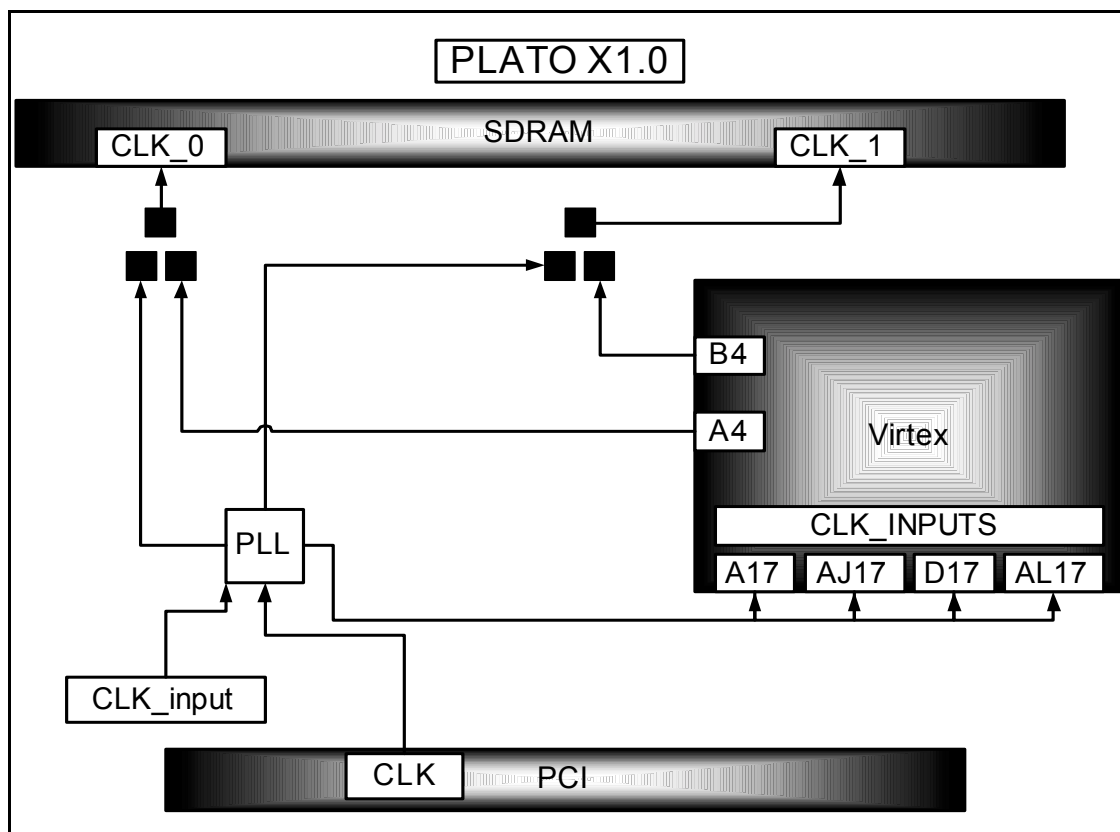 PLATO X1.0
SDRAM
CLK_0
CLK_1
B4
A4
Virtex
CLK_INPUTS
PLL
A17 AJ17 D17 AL17
CLK_input
CLK
PCI